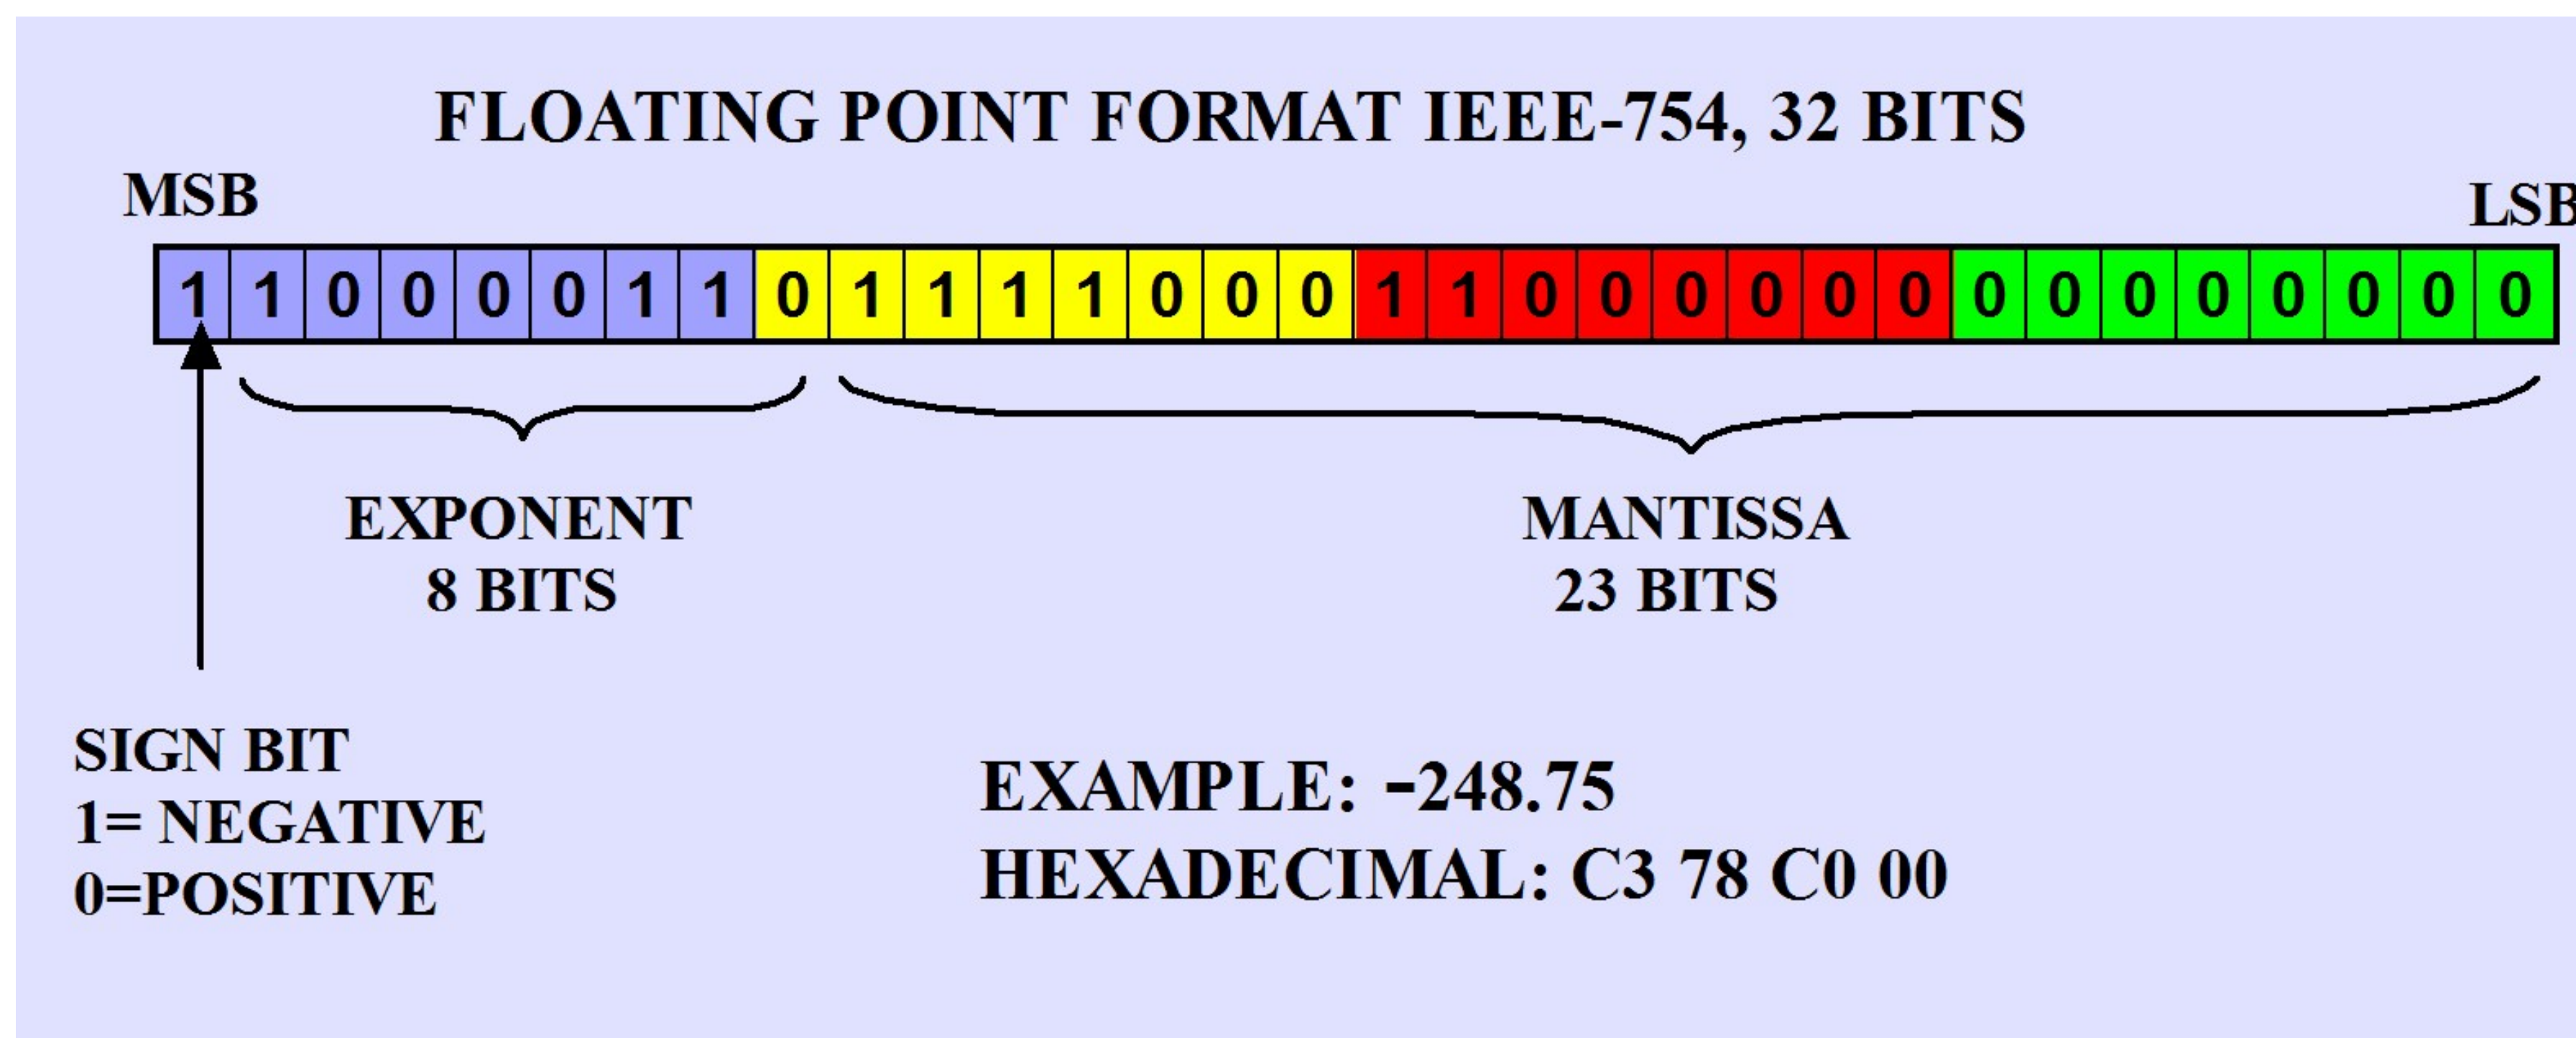 FLOATING POINT FORMAT IEEE-754, 32 BITS
MSB
LSB
1 1 0 0 0 0 1 1 0 1 1 1 1 0 0 0 1 1 0 0 0 0 0 0 0 0 0 0 0 0 0 0
EXPONENT
8 BITS
MANTISSA
23 BITS
SIGN BIT
1= NEGATIVE
0=POSITIVE
EXAMPLE: -248.75
HEXADECIMAL: C3 78 C0 00